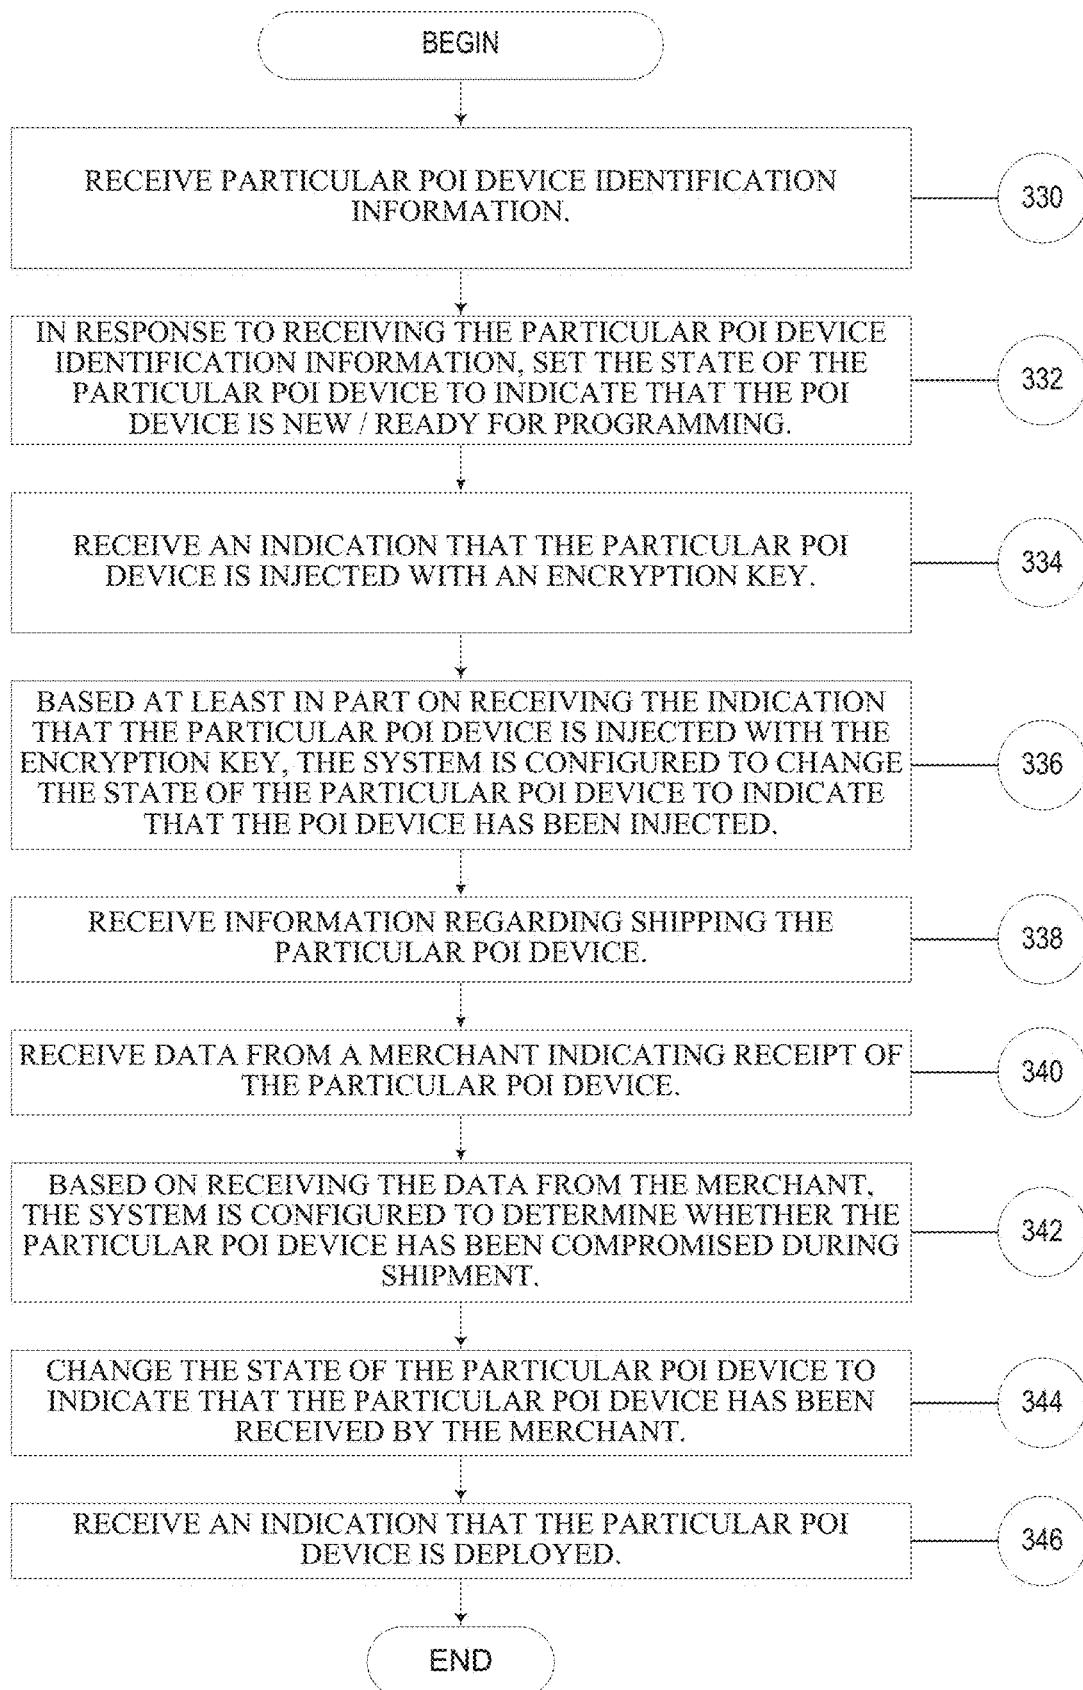 BEGIN
RECEIVE PARTICULAR POI DEVICE IDENTIFICATION
INFORMATION.
330
IN RESPONSE TO RECEIVING THE PARTICULAR POI DEVICE
IDENTIFICATION INFORMATION, SET THE STATE OF THE
PARTICULAR POI DEVICE TO INDICATE THAT THE POI
DEVICE IS NEW / READY FOR PROGRAMMING.
332
RECEIVE AN INDICATION THAT THE PARTICULAR POI
DEVICE IS INJECTED WITH AN ENCRYPTION KEY.
334
BASED AT LEAST IN PART ON RECEIVING THE INDICATION
THAT THE PARTICULAR POI DEVICE IS INJECTED WITH THE
ENCRYPTION KEY, THE SYSTEM IS CONFIGURED TO CHANGE
THE STATE OF THE PARTICULAR POI DEVICE TO INDICATE
THAT THE POI DEVICE HAS BEEN INJECTED.
336
RECEIVE INFORMATION REGARDING SHIPPING THE
PARTICULAR POI DEVICE.
338
RECEIVE DATA FROM A MERCHANT INDICATING RECEIPT OF
THE PARTICULAR POI DEVICE.
340
BASED ON RECEIVING THE DATA FROM THE MERCHANT,
THE SYSTEM IS CONFIGURED TO DETERMINE WHETHER THE
PARTICULAR POI DEVICE HAS BEEN COMPROMISED DURING
SHIPMENT.
342
CHANGE THE STATE OF THE PARTICULAR POI DEVICE TO
INDICATE THAT THE PARTICULAR POI DEVICE HAS BEEN
RECEIVED BY THE MERCHANT.
344
RECEIVE AN INDICATION THAT THE PARTICULAR POI
DEVICE IS DEPLOYED.
346
END